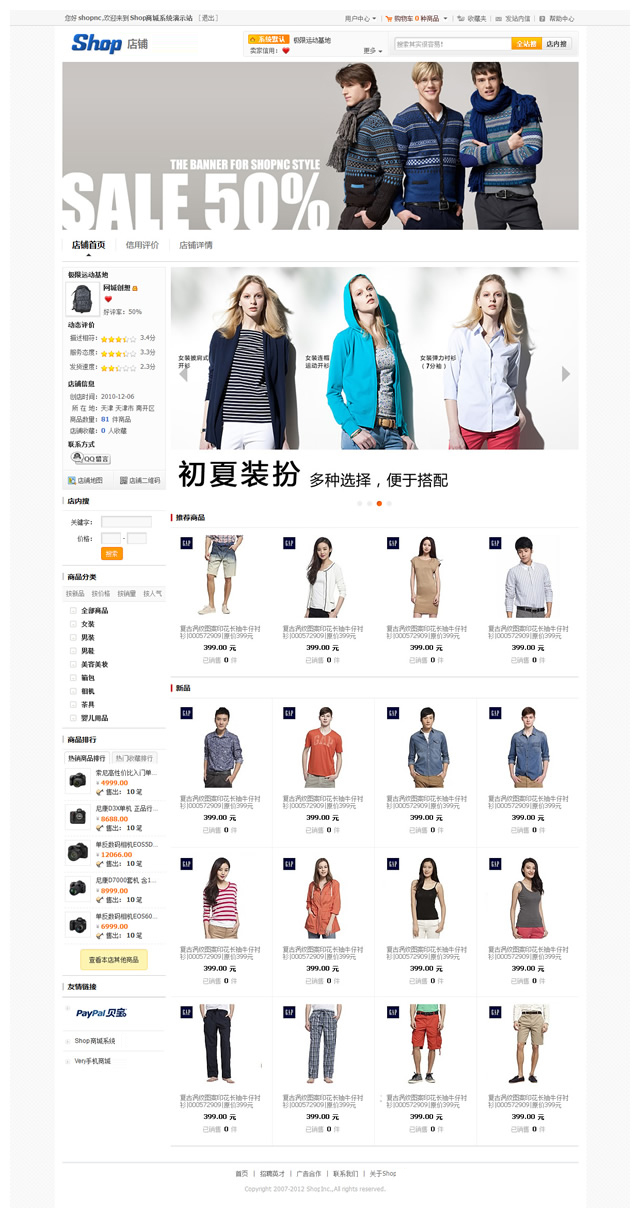 您好 shopnc,欢迎来到 Shop商城系统演示站 [退出]
用户中心 购物车 0 种商品 收藏夹 发站内信 帮助中心
Shop 店铺
系统默认 极限运动基地
卖家信用:
更多
搜索其实很容易!
全站搜 店内搜
THE BANNER FOR SHOPNC STYLE
SALE 50%
店铺首页 信用评价 店铺详情
极限运动基地
网城创想
好评率: 50%
动态评价
描述相符: 3.4分
服务态度: 3.3分
发货速度: 2.3分
店铺信息
创店时间: 2010-12-06
所 在 地: 天津 天津市 南开区
商品数量: 81 件商品
店铺收藏: 0 人收藏
联系方式
QQ留言
店铺地图 店铺二维码
女装披肩式
开衫
女装连帽
运动开衫
女装弹力衬衫
(7分袖)
初夏装扮 多种选择,便于搭配
店内搜
关键字:
价格: -
搜索
商品分类
按新品 按价格 按销量 按人气
全部商品
女装
男装
男鞋
美容美妆
箱包
相机
茶具
婴儿用品
商品排行
热销商品排行 热门收藏排行
索尼高性价比入门单...
¥ 4999.00
售出: 10 笔
尼康D3X单机 正品行...
¥ 8688.00
售出: 10 笔
单反数码相机EOS5D...
¥ 12066.00
售出: 10 笔
尼康D7000套机 含1...
¥ 8999.00
售出: 10 笔
单反数码相机EOS60...
¥ 6999.00
售出: 10 笔
查看本店其他商品
友情链接
PayPal 贝宝
Shop商城系统
Veni手机商城
推荐商品
GAP GAP GAP GAP
复古满纹图案印花长袖牛仔衬 复古满纹图案印花长袖牛仔衬 复古满纹图案印花长袖牛仔衬 复古满纹图案印花长袖牛仔衬
衫|000572909|原价399元 衫|000572909|原价399元 衫|000572909|原价399元 衫|000572909|原价399元
399.00 元 399.00 元 399.00 元 399.00 元
已销售 0 件 已销售 0 件 已销售 0 件 已销售 0 件
新品
GAP GAP GAP GAP
复古满纹图案印花长袖牛仔衬 复古满纹图案印花长袖牛仔衬 复古满纹图案印花长袖牛仔衬 复古满纹图案印花长袖牛仔衬
衫|000572909|原价399元 衫|000572909|原价399元 衫|000572909|原价399元 衫|000572909|原价399元
399.00 元 399.00 元 399.00 元 399.00 元
已销售 0 件 已销售 0 件 已销售 0 件 已销售 0 件
GAP GAP GAP GAP
复古满纹图案印花长袖牛仔衬 复古满纹图案印花长袖牛仔衬 复古满纹图案印花长袖牛仔衬 复古满纹图案印花长袖牛仔衬
衫|000572909|原价399元 衫|000572909|原价399元 衫|000572909|原价399元 衫|000572909|原价399元
399.00 元 399.00 元 399.00 元 399.00 元
已销售 0 件 已销售 0 件 已销售 0 件 已销售 0 件
GAP GAP GAP GAP
复古满纹图案印花长袖牛仔衬 复古满纹图案印花长袖牛仔衬 复古满纹图案印花长袖牛仔衬 复古满纹图案印花长袖牛仔衬
衫|000572909|原价399元 衫|000572909|原价399元 衫|000572909|原价399元 衫|000572909|原价399元
399.00 元 399.00 元 399.00 元 399.00 元
已销售 0 件 已销售 0 件 已销售 0 件 已销售 0 件
首页 | 招聘英才 | 广告合作 | 联系我们 | 关于Shop
Copyright 2007-2012 ShopInc.,All rights reserved.